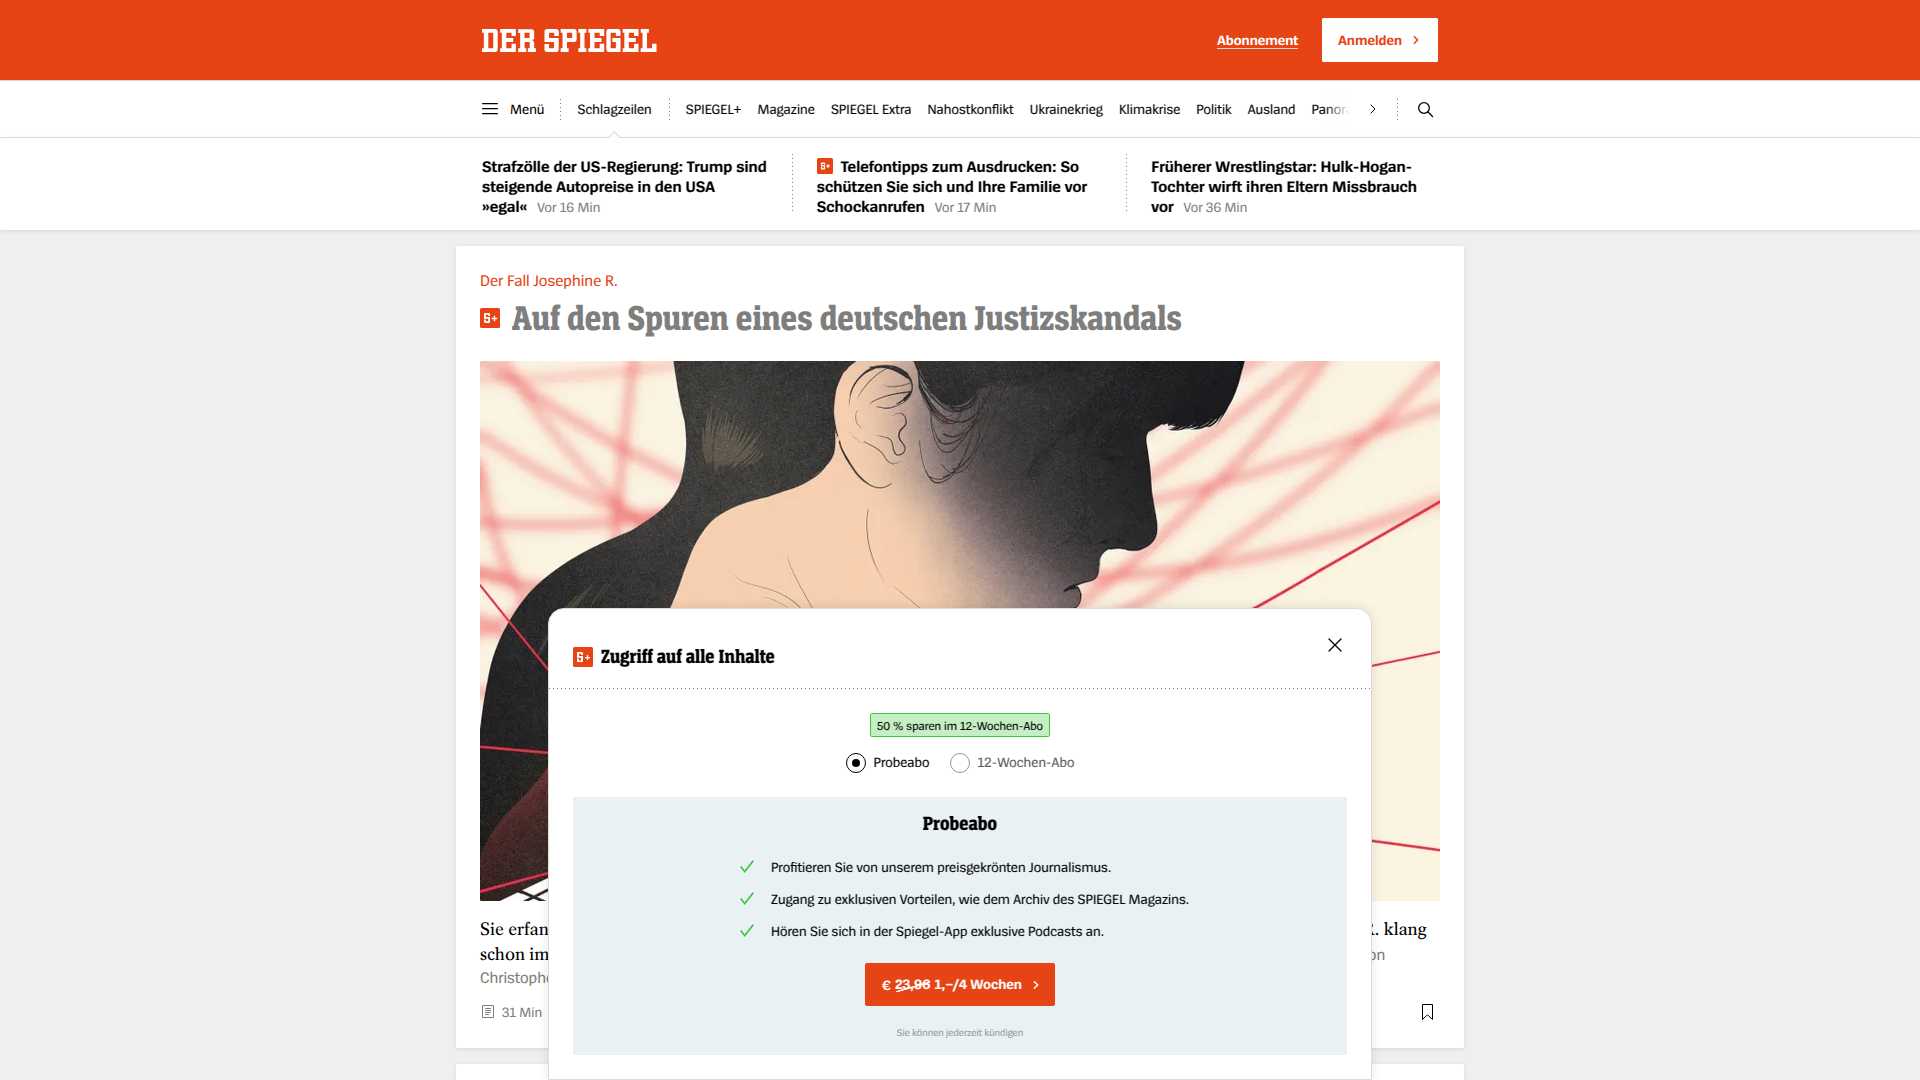 DER SPIEGEL
Abonnement
Anmelden
Menü
Schlagzeilen
SPIEGEL+
Magazine
SPIEGEL Extra
Nahostkonflikt
Ukrainekrieg
Klimakrise
Politik
Ausland
Panor
Strafzölle der US-Regierung: Trump sind
steigende Autopreise in den USA
»egal« Vor 16 Min
S+ Telefontipps zum Ausdrucken: So
schützen Sie sich und Ihre Familie vor
Schockanrufen Vor 17 Min
Früherer Wrestlingstar: Hulk-Hogan-
Tochter wirft ihren Eltern Missbrauch
vor Vor 36 Min
Der Fall Josephine R.
S+ Auf den Spuren eines deutschen Justizskandals
S+ Zugriff auf alle Inhalte
50 % sparen im 12-Wochen-Abo
Probeabo
12-Wochen-Abo
Probeabo
Profitieren Sie von unserem preisgekrönten Journalismus.
Zugang zu exklusiven Vorteilen, wie dem Archiv des SPIEGEL Magazins.
Hören Sie sich in der Spiegel-App exklusive Podcasts an.
€ 23,96 1,–/4 Wochen
Sie können jederzeit kündigen
Sie erfan
. klang
schon im
on
Christophe
31 Min